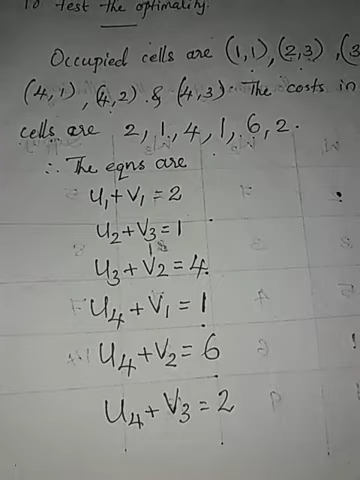 To test the optimality.
Occupied cells are (1,1), (2,3), (3
(4,1), (4,2) & (4,3). The costs in
cells are 2, 1, 4, 1, 6, 2.
∴ The eqns are
U₁+V₁=2
U₂+V₃=1
U₃+V₂=4.
U₄+V₁=1
U₄+V₂=6
U₄+V₃=2